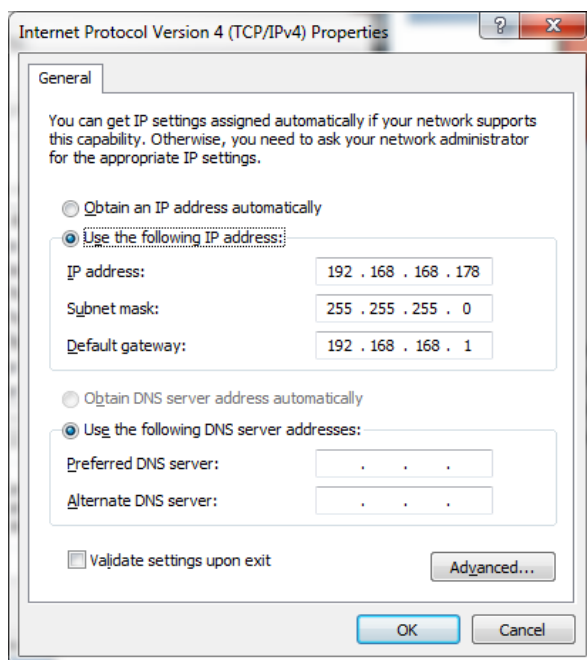 Internet Protocol Version 4 (TCP/IPv4) Properties
General
You can get IP settings assigned automatically if your network supports
this capability. Otherwise, you need to ask your network administrator
for the appropriate IP settings.
Obtain an IP address automatically
Use the following IP address:
IP address: 192 . 168 . 168 . 178
Subnet mask: 255 . 255 . 255 . 0
Default gateway: 192 . 168 . 168 . 1
Obtain DNS server address automatically
Use the following DNS server addresses:
Preferred DNS server: . . .
Alternate DNS server: . . .
Validate settings upon exit
Advanced...
OK Cancel